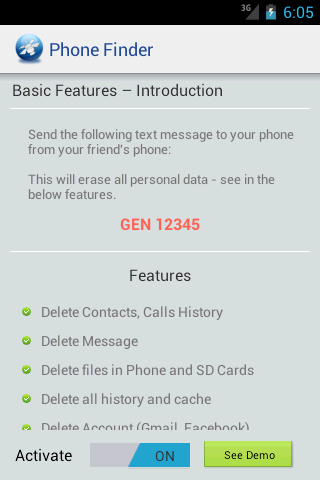 3G 6:05
Phone Finder
Basic Features – Introduction
Send the following text message to your phone
from your friend's phone:
This will erase all personal data - see in the
below features.
GEN 12345
Features
Delete Contacts, Calls History
Delete Message
Delete files in Phone and SD Cards
Delete all history and cache
Delete Account (Gmail, Facebook)
Activate ON See Demo